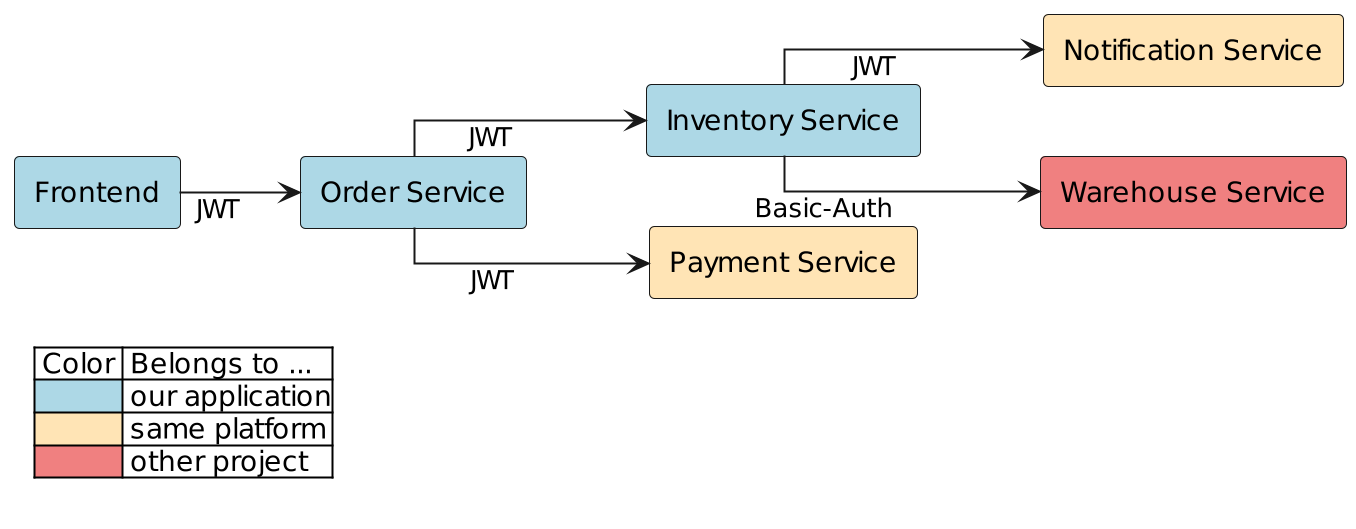 Notification Service
JWT
Inventory Service
JWT
Frontend
JWT
Order Service
Warehouse Service
Basic-Auth
Payment Service
JWT
Color Belongs to ...
our application
same platform
other project